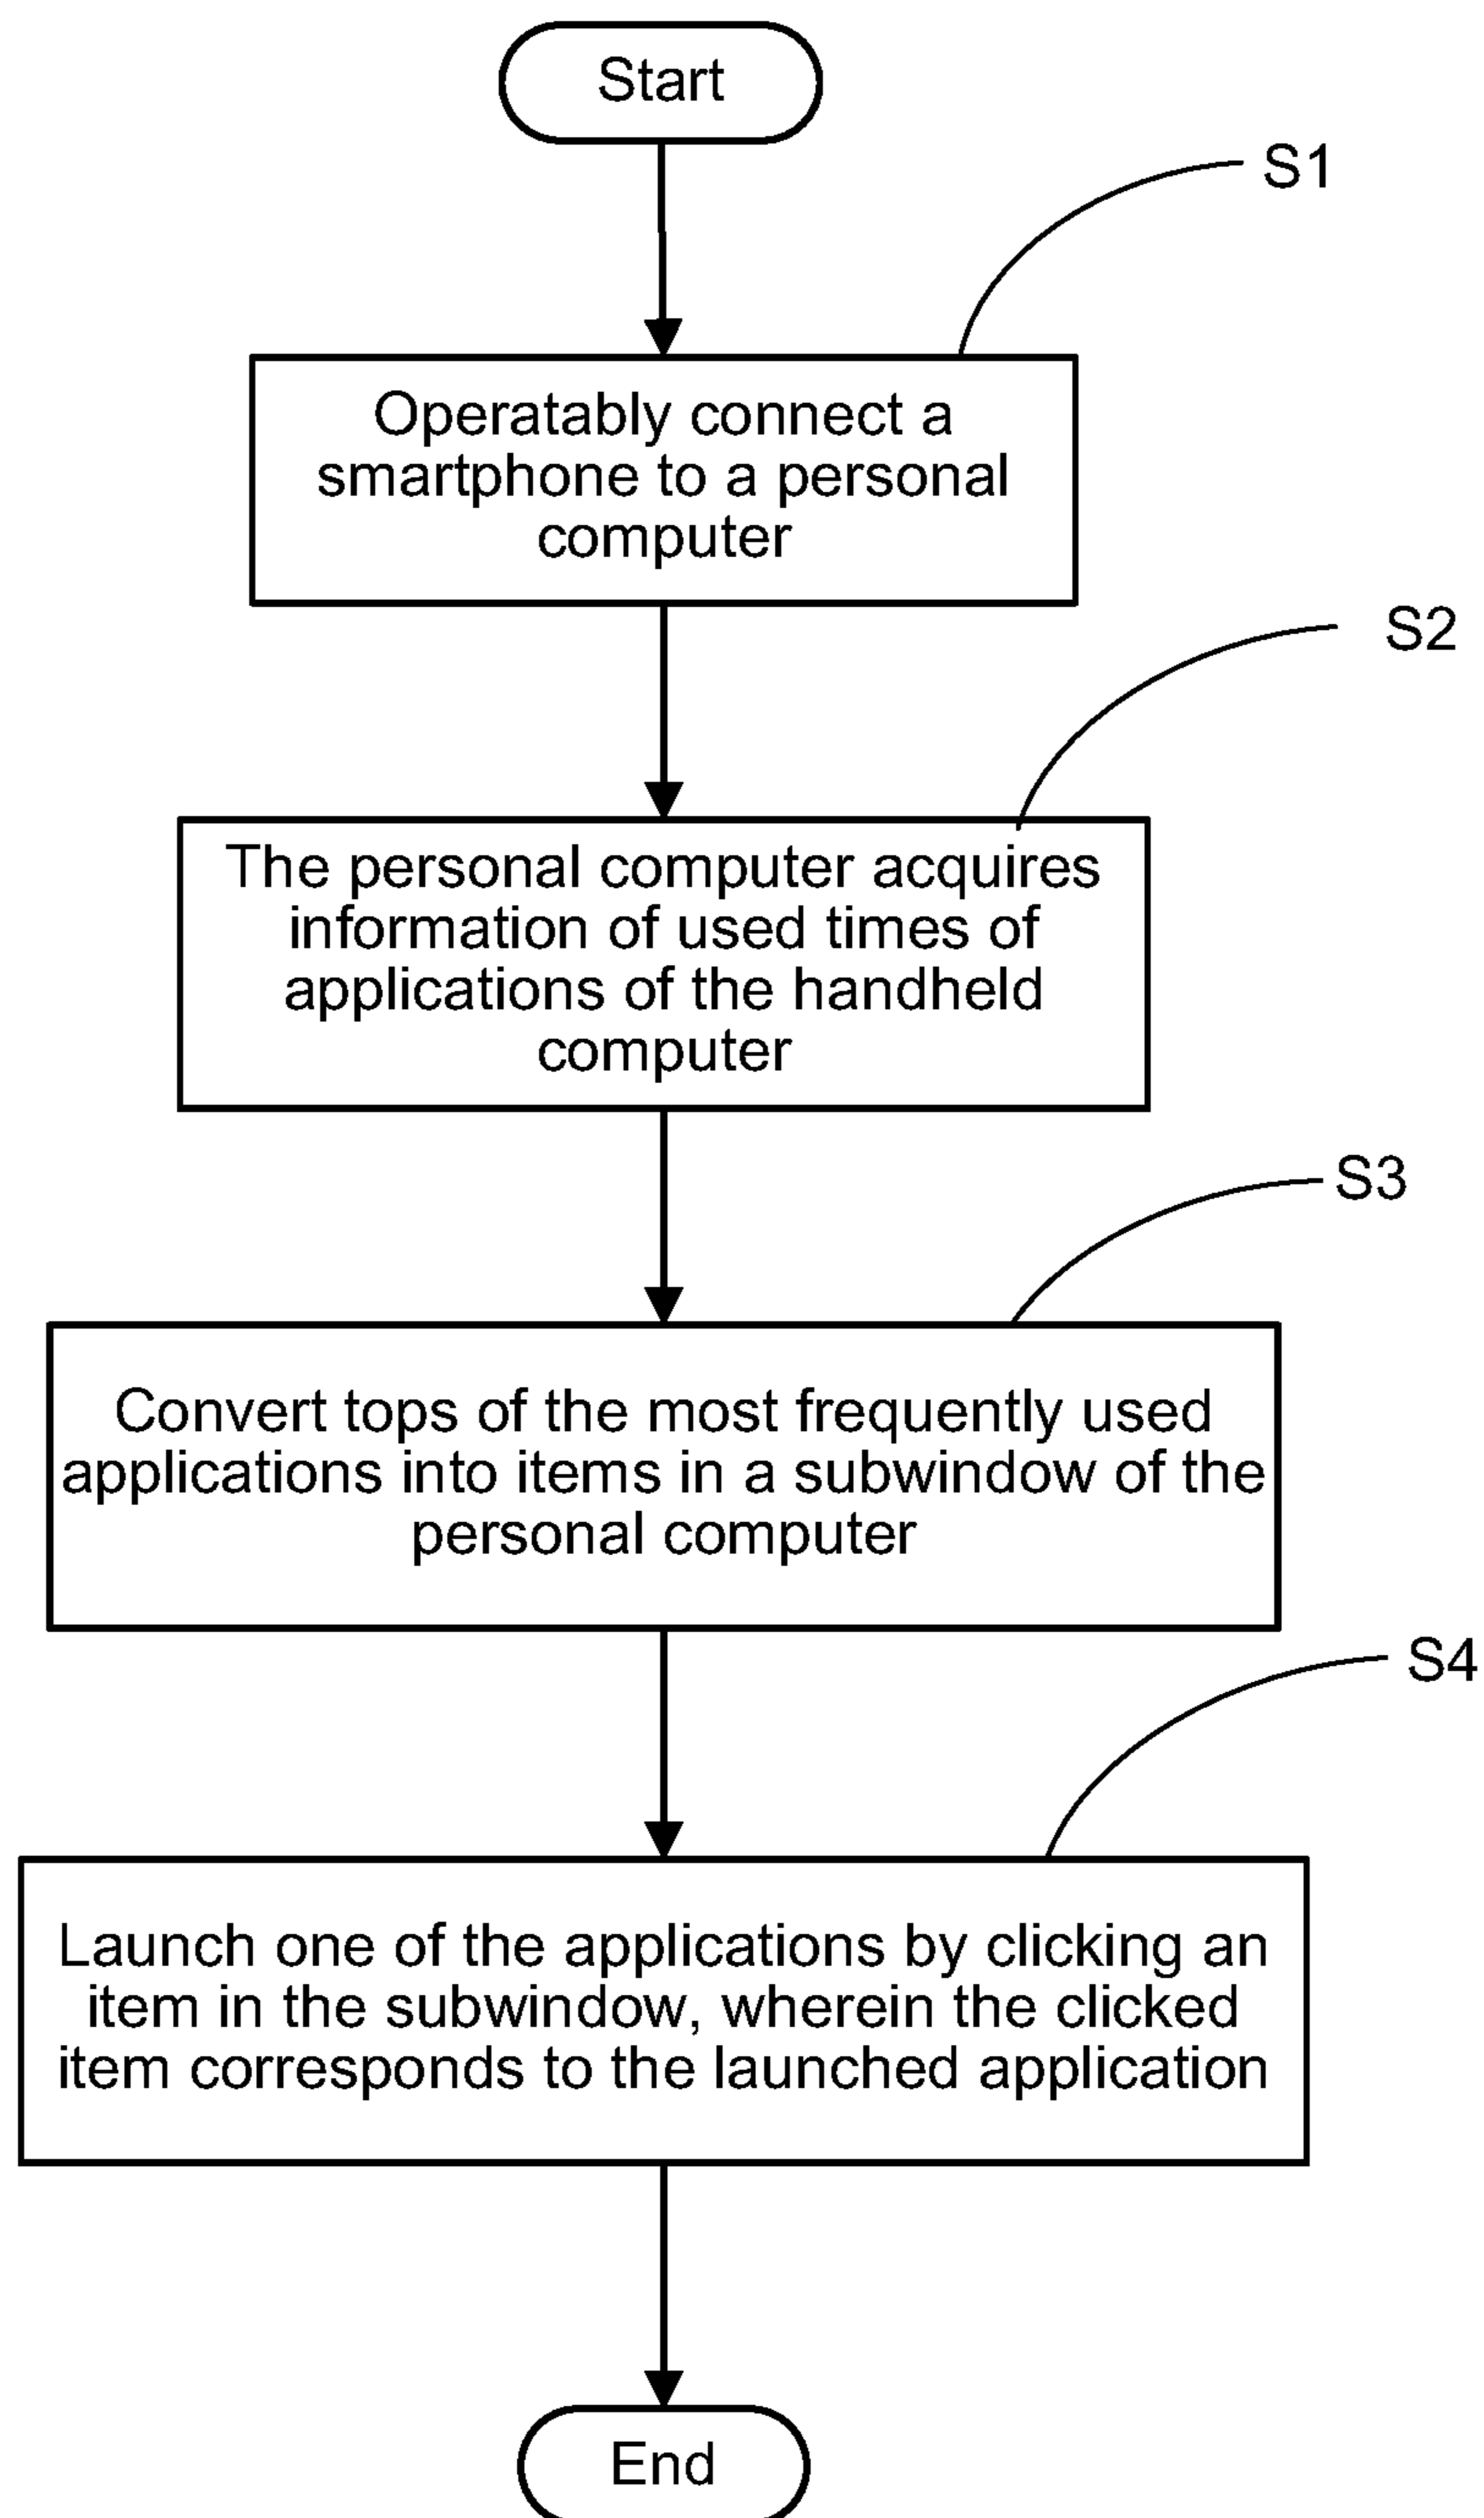 Start
S1
Operatably connect a
smartphone to a personal
computer
S2
The personal computer acquires
information of used times of
applications of the handheld
computer
S3
Convert tops of the most frequently used
applications into items in a subwindow of the
personal computer
S4
Launch one of the applications by clicking an
item in the subwindow, wherein the clicked
item corresponds to the launched application
End